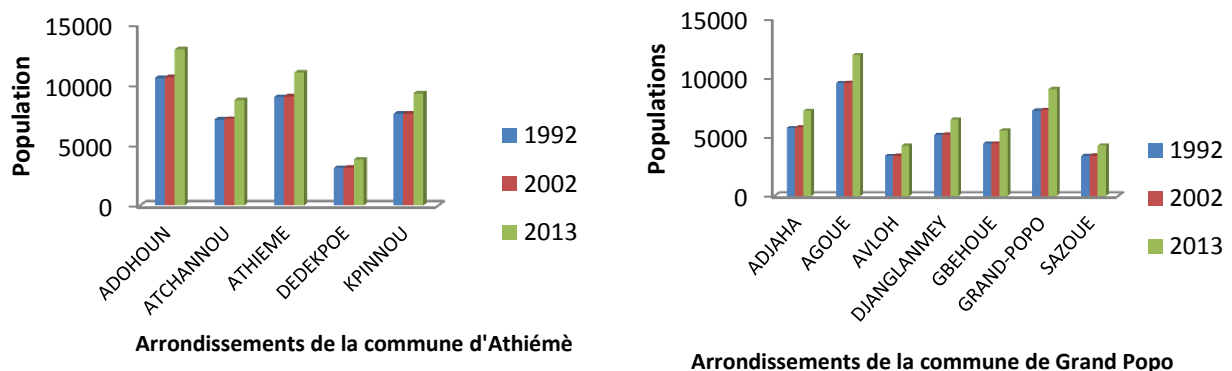 Population
15000
10000
5000
0
ADOHOUN
ATCHANNOU
ATHIEME
DEDEKPOE
KPINNOU
1992
2002
2013
Arrondissements de la commune d'Athiémè
Populations
15000
10000
5000
0
ADJAHA
AGOUE
AVLOH
DJANGLANMEY
GBEHOUE
GRAND-POPO
SAZOUE
1992
2002
2013
Arrondissements de la commune de Grand Popo